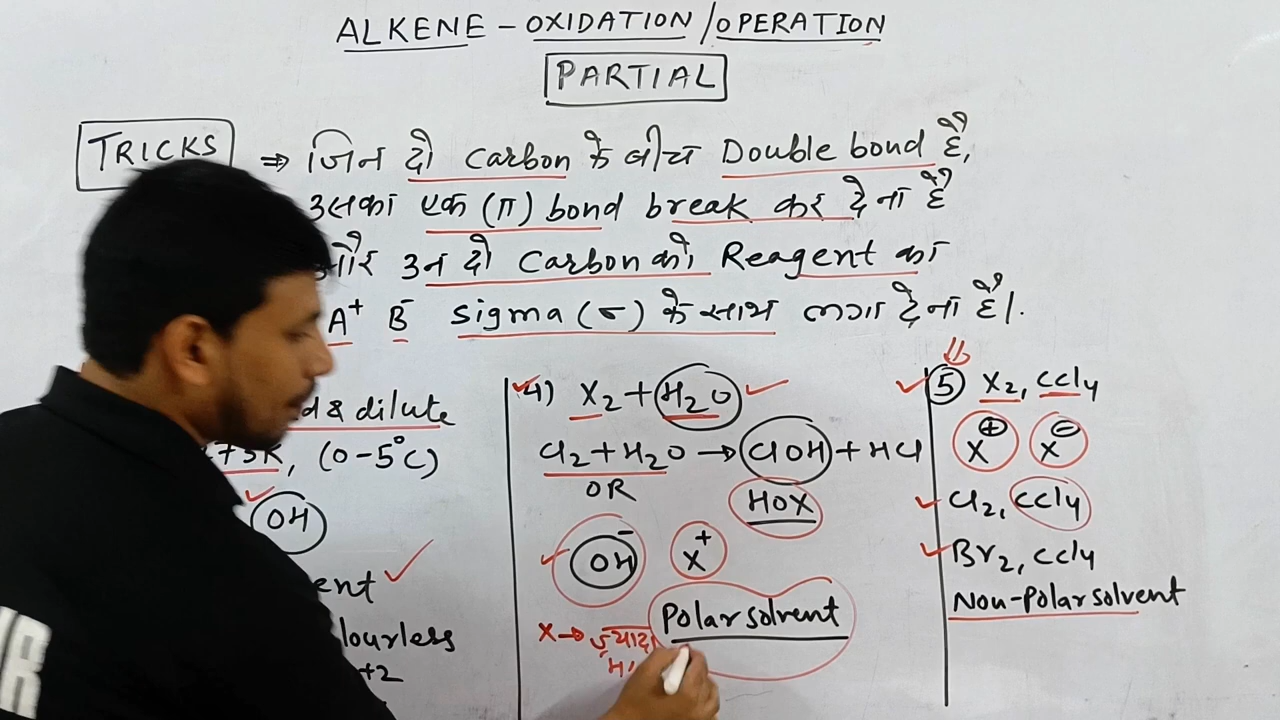 ALKENE - OXIDATION / OPERATION
PARTIAL
TRICKS ⇒ जिन दो Carbon के बीच Double bond है,
उसका एक (π) bond break कर देना है
और उन दो Carbon को Reagent का
A⁺ B⁻ Sigma (σ) के साथ लगा देना है।
& dilute
, (0-5°C)
OH
ent
lourless
+2
4) X₂ + H₂O
Cl₂ + H₂O → ClOH + HCl
OR
HOX
OH⁻ X⁺
Polar solvent
X → ज्यादा
⑤ X₂, CCl₄
X⊕ X⊖
Cl₂, CCl₄
Br₂, CCl₄
Non-Polar solvent